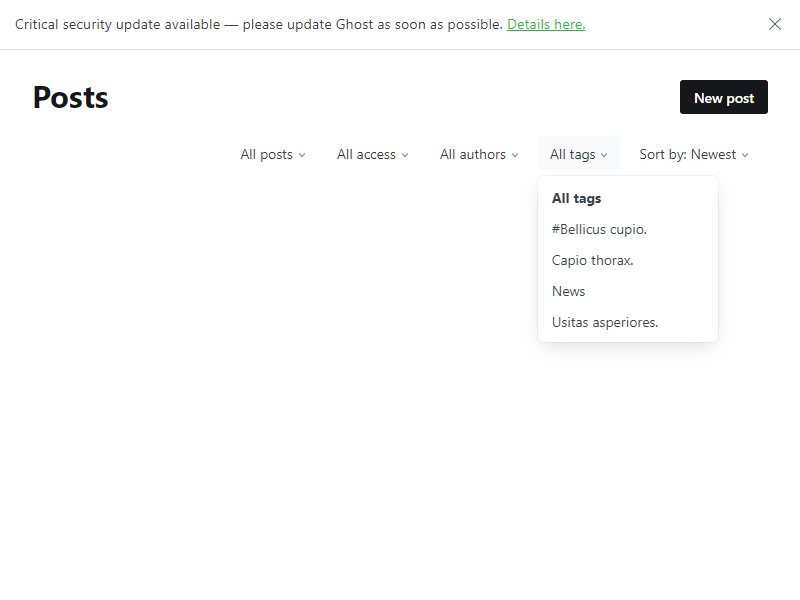 Critical security update available — please update Ghost as soon as possible. Details here.
Posts
New post
All posts
All access
All authors
All tags
Sort by: Newest
All tags
#Bellicus cupio.
Capio thorax.
News
Usitas asperiores.